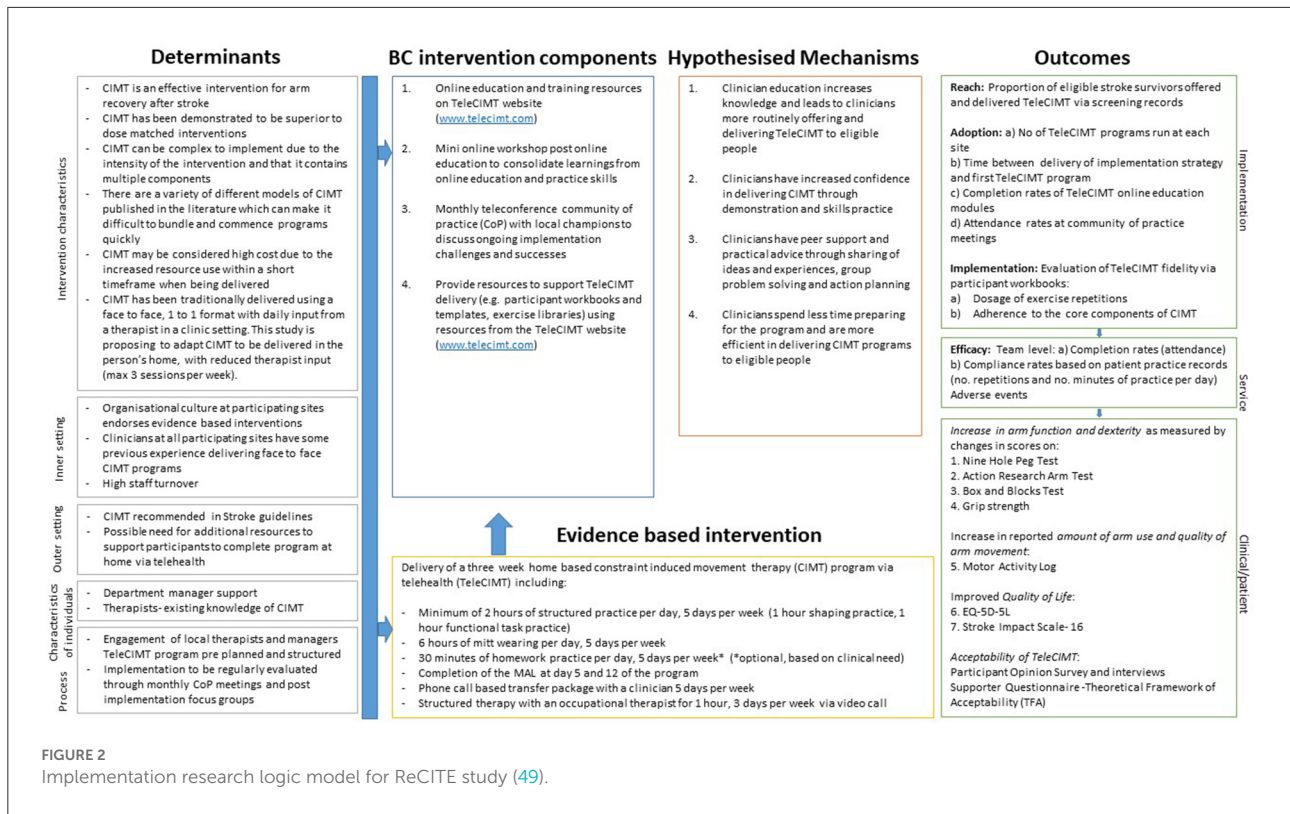 Determinants
Intervention characteristics
- CIMT is an effective intervention for arm
recovery after stroke
- CIMT has been demonstrated to be superior to
dose matched interventions
- CIMT can be complex to implement due to the
intensity of the intervention and that it contains
multiple components
- There are a variety of different models of CIMT
published in the literature which can make it
difficult to bundle and commence programs
quickly
- CIMT may be considered high cost due to the
increased resource use within a short
timeframe when being delivered
- CIMT has been traditionally delivered using a
face to face, 1 to 1 format with daily input from
a therapist in a clinic setting. This study is
proposing to adapt CIMT to be delivered in the
person's home, with reduced therapist input
(max 3 sessions per week).
Inner setting
- Organisational culture at participating sites
endorses evidence based interventions
- Clinicians at all participating sites have some
previous experience delivering face to face
CIMT programs
- High staff turnover
Outer setting
- CIMT recommended in Stroke guidelines
- Possible need for additional resources to
support participants to complete program at
home via telehealth
Characteristics
of individuals
- Department manager support
- Therapists- existing knowledge of CIMT
Process
- Engagement of local therapists and managers
TeleCIMT program pre planned and structured
- Implementation to be regularly evaluated
through monthly CoP meetings and post
implementation focus groups
BC intervention components
1. Online education and training resources
on TeleCIMT website
(www.telecimt.com)
2. Mini online workshop post online
education to consolidate learnings from
online education and practice skills
3. Monthly teleconference community of
practice (CoP) with local champions to
discuss ongoing implementation
challenges and successes
4. Provide resources to support TeleCIMT
delivery (e.g. participant workbooks and
templates, exercise libraries) using
resources from the TeleCIMT website
(www.telecimt.com)
Hypothesised Mechanisms
1. Clinician education increases
knowledge and leads to clinicians
more routinely offering and
delivering TeleCIMT to eligible
people
2. Clinicians have increased confidence
in delivering CIMT through
demonstration and skills practice
3. Clinicians have peer support and
practical advice through sharing of
ideas and experiences, group
problem solving and action planning
4. Clinicians spend less time preparing
for the program and are more
efficient in delivering CIMT programs
to eligible people
Evidence based intervention
Delivery of a three week home based constraint induced movement therapy (CIMT) program via
telehealth (TeleCIMT) including:
- Minimum of 2 hours of structured practice per day, 5 days per week (1 hour shaping practice, 1
hour functional task practice)
- 6 hours of mitt wearing per day, 5 days per week
- 30 minutes of homework practice per day, 5 days per week* (*optional, based on clinical need)
- Completion of the MAL at day 5 and 12 of the program
- Phone call based transfer package with a clinician 5 days per week
- Structured therapy with an occupational therapist for 1 hour, 3 days per week via video call
Outcomes
Reach: Proportion of eligible stroke survivors offered
and delivered TeleCIMT via screening records
Adoption: a) No of TeleCIMT programs run at each
site
b) Time between delivery of implementation strategy
and first TeleCIMT program
c) Completion rates of TeleCIMT online education
modules
d) Attendance rates at community of practice
meetings
Implementation: Evaluation of TeleCIMT fidelity via
participant workbooks:
a) Dosage of exercise repetitions
b) Adherence to the core components of CIMT
Implementation
Efficacy: Team level: a) Completion rates (attendance)
b) Compliance rates based on patient practice records
(no. repetitions and no. minutes of practice per day)
Adverse events
Service
Increase in arm function and dexterity as measured by
changes in scores on:
1. Nine Hole Peg Test
2. Action Research Arm Test
3. Box and Blocks Test
4. Grip strength
Increase in reported amount of arm use and quality of
arm movement:
5. Motor Activity Log
Improved Quality of Life:
6. EQ-5D-5L
7. Stroke Impact Scale- 16
Acceptability of TeleCIMT:
Participant Opinion Survey and interviews
Supporter Questionnaire -Theoretical Framework of
Acceptability (TFA)
Clinical/patient
FIGURE 2
Implementation research logic model for ReCITE study (49).